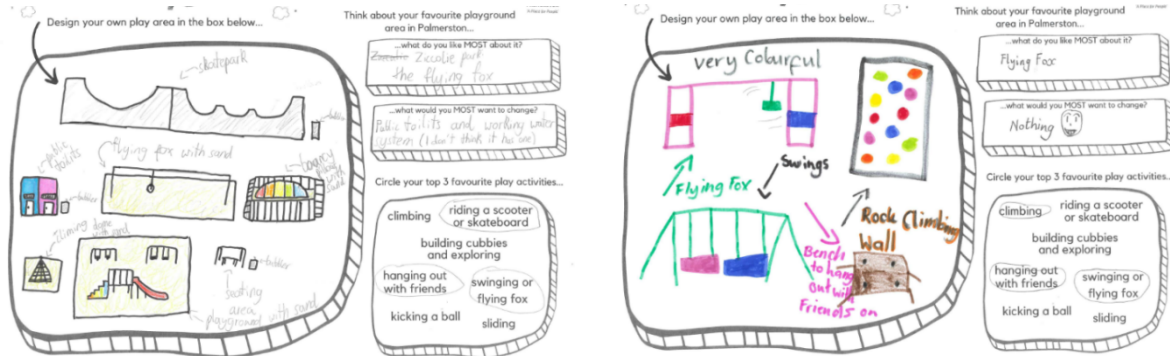 Design your own play area in the box below...
skatepark
bubbler
public toilits
flying fox with sand
bubbler
climing dome with sand
seating area
bubbler
playground with sand
Think about your favourite playground
area in Palmerston...
...what do you like MOST about it?
Ziccolie park
the flying fox
...what would you MOST want to change?
Public toilits and working water
system (I don't think it has one)
Circle your top 3 favourite play activities...
climbing
riding a scooter
or skateboard
building cubbies
and exploring
hanging out
with friends
swinging or
flying fox
kicking a ball
sliding
Design your own play area in the box below...
very Colourful
Flying Fox
Swings
Rock Climbing
Wall
Bench
to hang
out with
Friends on
Think about your favourite playground
area in Palmerston...
...what do you like MOST about it?
Flying Fox
...what would you MOST want to change?
Nothing
Circle your top 3 favourite play activities...
climbing
riding a scooter
or skateboard
building cubbies
and exploring
hanging out
with friends
swinging or
flying fox
kicking a ball
sliding